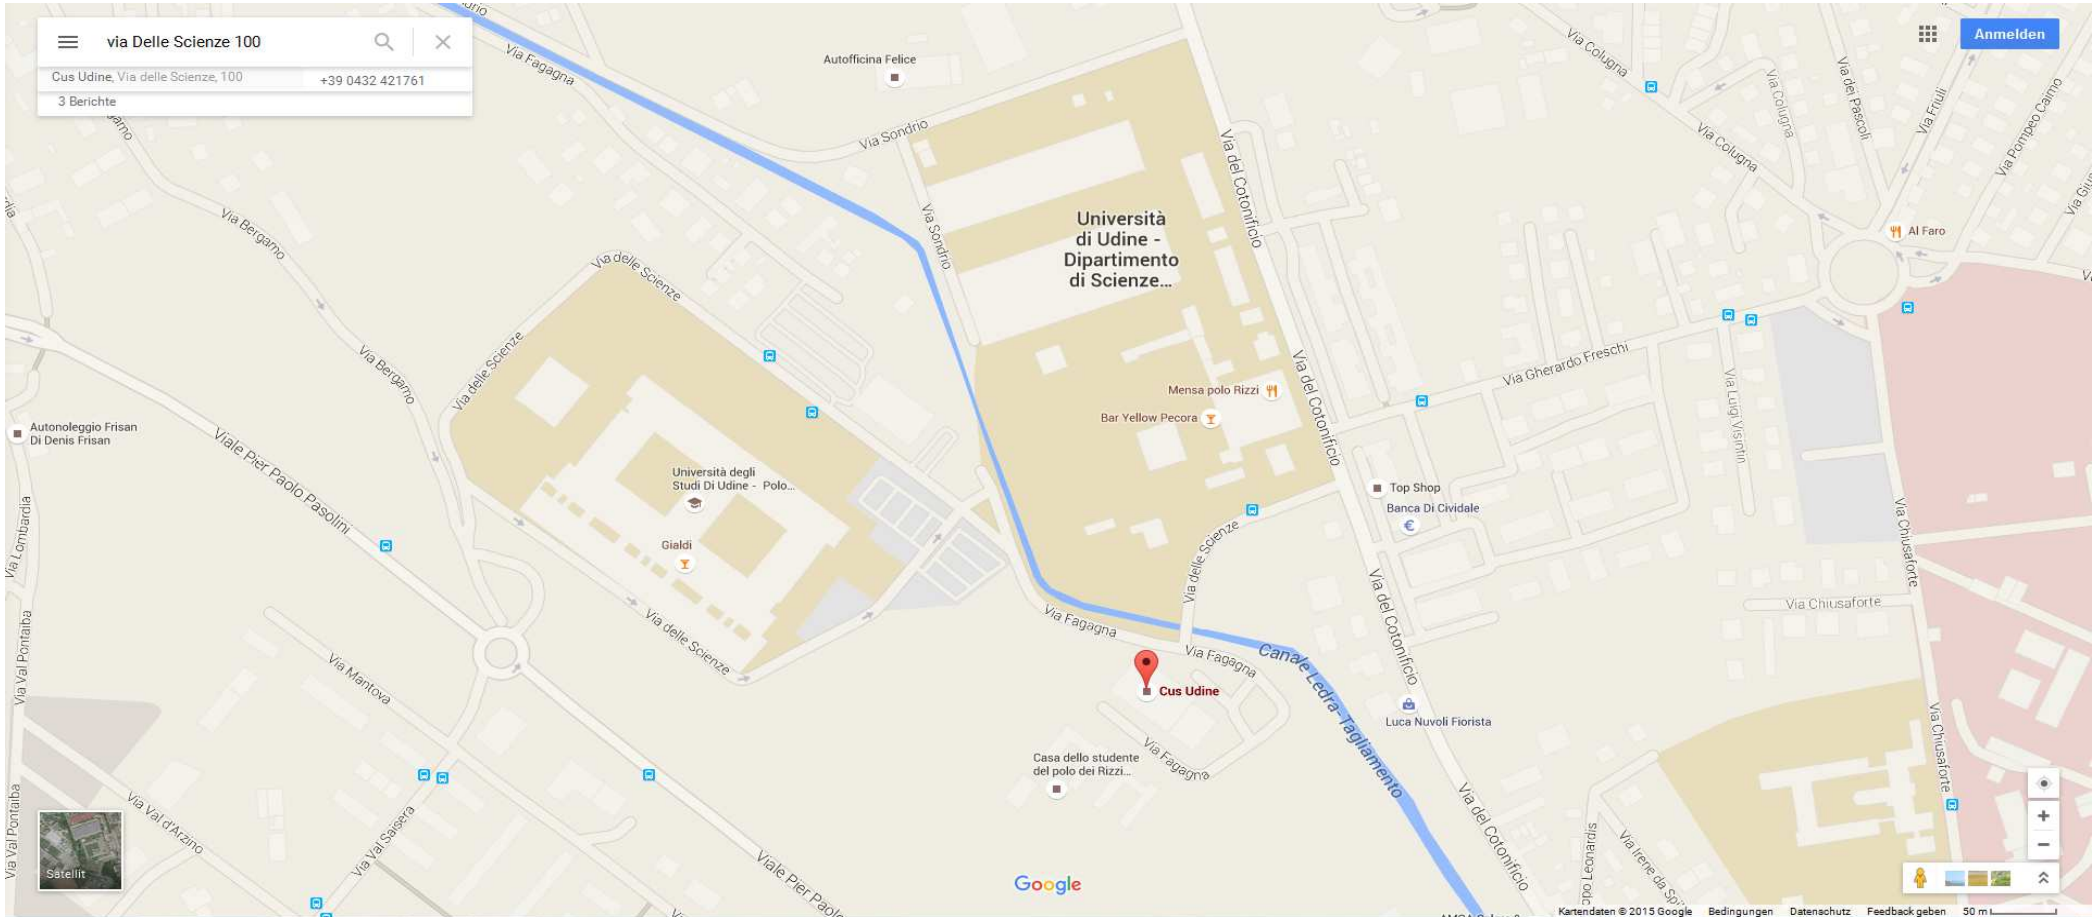 via Delle Scienze 100
Cus Udine, Via delle Scienze, 100
+39 0432 421761
3 Berichte
Anmelden
Via Fagagna
Autofficina Felice
Via Sondrio
Via Colugna
Via Colugna
Via dei Pascoli
Via Friuli
Via Pompeo Caimo
Via Colugna
Via del Cotonificio
Via Bergamo
Via Sondrio
Università
di Udine -
Dipartimento
di Scienze...
Al Faro
Via delle Scienze
Via delle Scienze
Via Bergamo
Via del Cotonificio
Via Gherardo Freschi
Mensa polo Rizzi
Bar Yellow Pecora
Via Luigi Visintin
Autonoleggio Frisan
Di Denis Frisan
Viale Pier Paolo Pasolini
Università degli
Studi Di Udine - Polo...
Top Shop
Banca Di Cividale
€
Via Lombardia
Gialdi
Via delle Scienze
Via Chiusaforte
Via Chiusaforte
Via Fagagna
Via delle Scienze
Via del Cotonificio
Via Val Pontaiba
Via Mantova
Via Fagagna
Canale Ledra-Tagliamento
Cus Udine
Luca Nuvoli Fiorista
Via Chiusaforte
Casa dello studente
del polo dei Rizzi...
Via Fagagna
Via Val Pontaiba
Via Val d'Arzino
Via Val Saisera
Viale Pier Paolo
Via del Cotonificio
Satellit
Google
Kartendaten © 2015 Google Bedingungen Datenschutz Feedback geben 50 m